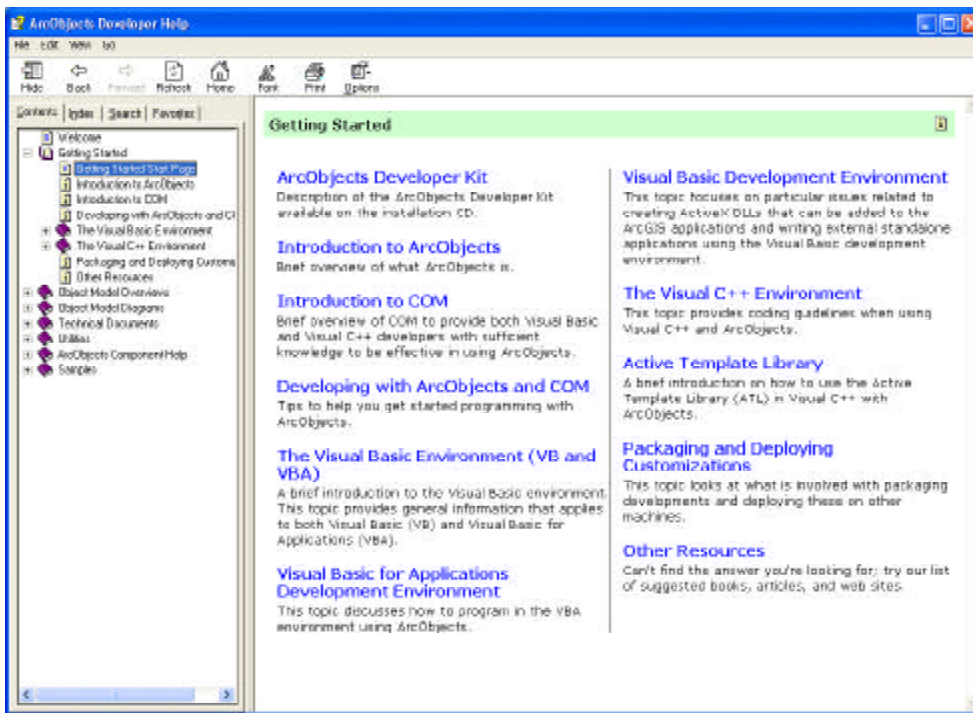 ArcObjects Developer Help
File Edit View Go
Hide Back Forward Refresh Home Font Print Options
Contents Index Search Favorites
Welcome
Getting Started
Getting Started Start Page
Introduction to ArcObjects
Introduction to COM
Developing with ArcObjects and CO
The Visual Basic Environment
The Visual C++ Environment
Packaging and Deploying Customiz
Other Resources
Object Model Overviews
Object Model Diagrams
Technical Documents
Utilities
ArcObjects Component Help
Samples
Getting Started
ArcObjects Developer Kit
Description of the ArcObjects Developer Kit
available on the installation CD.
Introduction to ArcObjects
Brief overview of what ArcObjects is.
Introduction to COM
Brief overview of COM to provide both Visual Basic
and Visual C++ developers with sufficient
knowledge to be effective in using ArcObjects.
Developing with ArcObjects and COM
Tips to help you get started programming with
ArcObjects.
The Visual Basic Environment (VB and
VBA)
A brief introduction to the Visual Basic environment.
This topic provides general information that applies
to both Visual Basic (VB) and Visual Basic for
Applications (VBA).
Visual Basic for Applications
Development Environment
This topic discusses how to program in the VBA
environment using ArcObjects.
Visual Basic Development Environment
This topic focuses on particular issues related to
creating ActiveX DLLs that can be added to the
ArcGIS applications and writing external standalone
applications using the Visual Basic development
environment.
The Visual C++ Environment
This topic provides coding guidelines when using
Visual C++ and ArcObjects.
Active Template Library
A brief introduction on how to use the Active
Template Library (ATL) in Visual C++ with
ArcObjects.
Packaging and Deploying
Customizations
This topic looks at what is involved with packaging
developments and deploying these on other
machines.
Other Resources
Can't find the answer you're looking for; try our list
of suggested books, articles, and web sites.